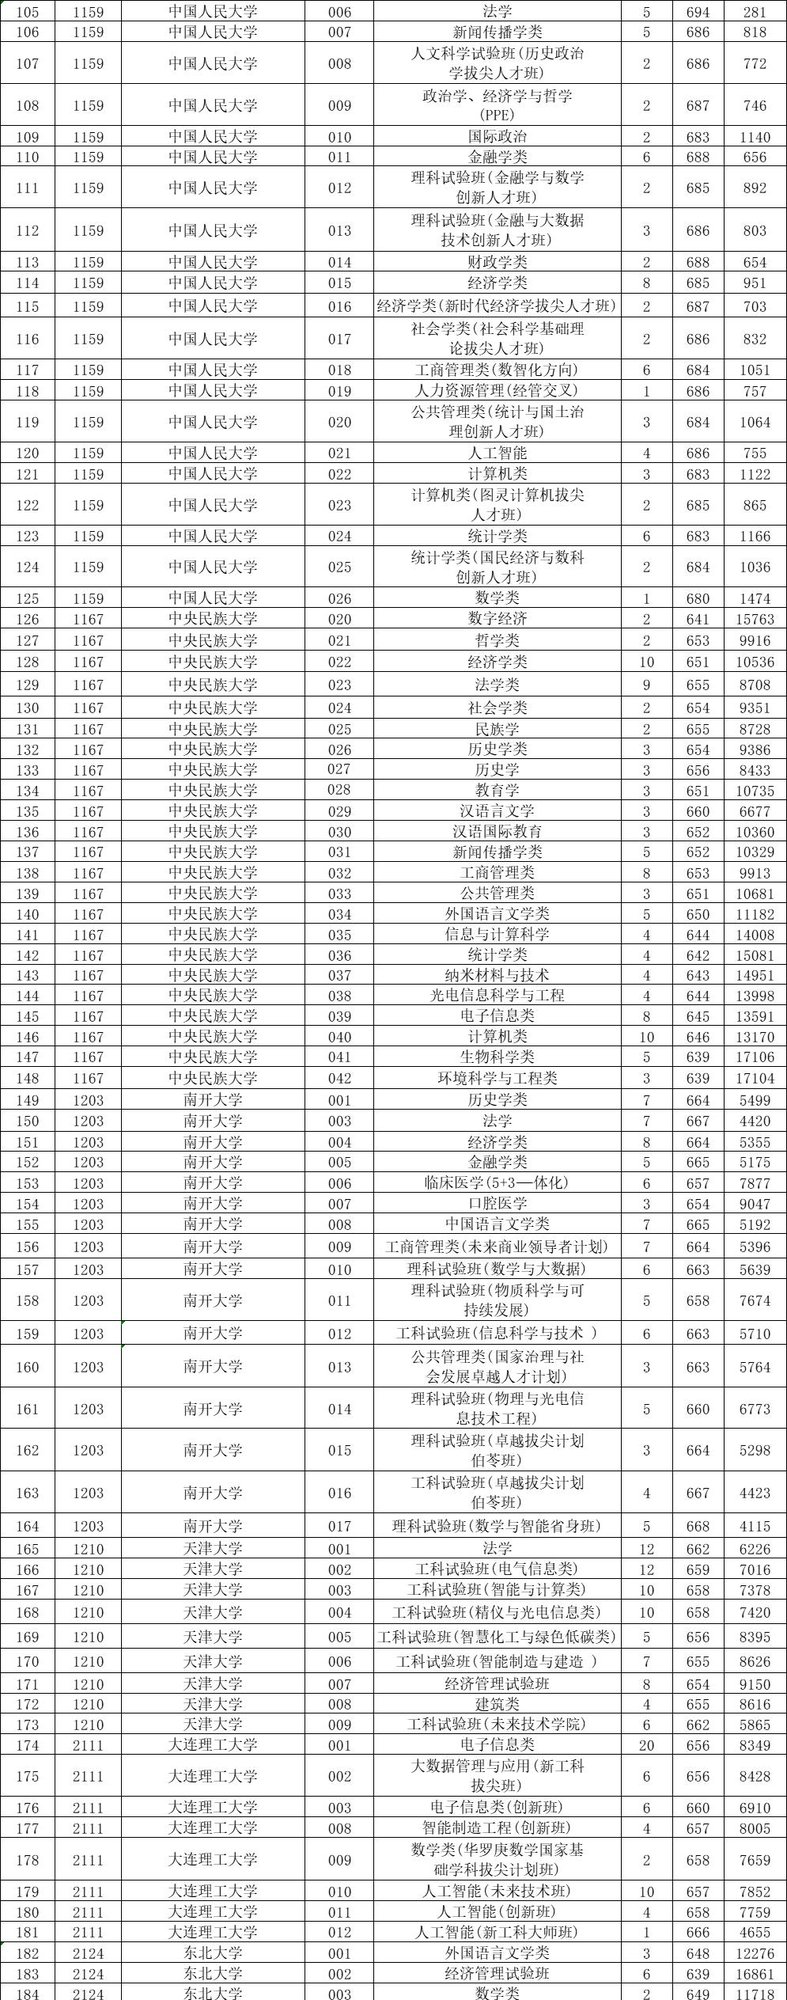 105 1159 中国人民大学 006 法学 5 694 281
106 1159 中国人民大学 007 新闻传播学类 5 686 818
107 1159 中国人民大学 008 人文科学试验班(历史政治
学拔尖人才班) 2 686 772
108 1159 中国人民大学 009 政治学、经济学与哲学
(PPE) 2 687 746
109 1159 中国人民大学 010 国际政治 2 683 1140
110 1159 中国人民大学 011 金融学类 6 688 656
111 1159 中国人民大学 012 理科试验班(金融学与数学
创新人才班) 2 685 892
112 1159 中国人民大学 013 理科试验班(金融与大数据
技术创新人才班) 3 686 803
113 1159 中国人民大学 014 财政学类 2 688 654
114 1159 中国人民大学 015 经济学类 8 685 951
115 1159 中国人民大学 016 经济学类(新时代经济学拔尖人才班) 2 687 703
116 1159 中国人民大学 017 社会学类(社会科学基础理
论拔尖人才班) 2 686 832
117 1159 中国人民大学 018 工商管理类(数智化方向) 6 684 1051
118 1159 中国人民大学 019 人力资源管理(经管交叉) 1 686 757
119 1159 中国人民大学 020 公共管理类(统计与国土治
理创新人才班) 3 684 1064
120 1159 中国人民大学 021 人工智能 4 686 755
121 1159 中国人民大学 022 计算机类 3 683 1122
122 1159 中国人民大学 023 计算机类(图灵计算机拔尖
人才班) 2 685 865
123 1159 中国人民大学 024 统计学类 6 683 1166
124 1159 中国人民大学 025 统计学类(国民经济与数科
创新人才班) 2 684 1036
125 1159 中国人民大学 026 数学类 1 680 1474
126 1167 中央民族大学 020 数字经济 2 641 15763
127 1167 中央民族大学 021 哲学类 2 653 9916
128 1167 中央民族大学 022 经济学类 10 651 10536
129 1167 中央民族大学 023 法学类 9 655 8708
130 1167 中央民族大学 024 社会学类 2 654 9351
131 1167 中央民族大学 025 民族学 2 655 8728
132 1167 中央民族大学 026 历史学类 3 654 9386
133 1167 中央民族大学 027 历史学 3 656 8433
134 1167 中央民族大学 028 教育学 3 651 10735
135 1167 中央民族大学 029 汉语言文学 3 660 6677
136 1167 中央民族大学 030 汉语国际教育 3 652 10360
137 1167 中央民族大学 031 新闻传播学类 5 652 10329
138 1167 中央民族大学 032 工商管理类 8 653 9913
139 1167 中央民族大学 033 公共管理类 3 651 10681
140 1167 中央民族大学 034 外国语言文学类 5 650 11182
141 1167 中央民族大学 035 信息与计算科学 4 644 14008
142 1167 中央民族大学 036 统计学类 4 642 15081
143 1167 中央民族大学 037 纳米材料与技术 4 643 14951
144 1167 中央民族大学 038 光电信息科学与工程 4 644 13998
145 1167 中央民族大学 039 电子信息类 8 645 13591
146 1167 中央民族大学 040 计算机类 10 646 13170
147 1167 中央民族大学 041 生物科学类 5 639 17106
148 1167 中央民族大学 042 环境科学与工程类 3 639 17104
149 1203 南开大学 001 历史学类 7 664 5499
150 1203 南开大学 003 法学 7 667 4420
151 1203 南开大学 004 经济学类 8 664 5355
152 1203 南开大学 005 金融学类 5 665 5175
153 1203 南开大学 006 临床医学(5+3一体化) 6 657 7877
154 1203 南开大学 007 口腔医学 3 654 9047
155 1203 南开大学 008 中国语言文学类 7 665 5192
156 1203 南开大学 009 工商管理类(未来商业领导者计划) 7 664 5396
157 1203 南开大学 010 理科试验班(数学与大数据) 6 663 5639
158 1203 南开大学 011 理科试验班(物质科学与可
持续发展) 5 658 7674
159 1203 南开大学 012 工科试验班(信息科学与技术 ) 6 663 5710
160 1203 南开大学 013 公共管理类(国家治理与社
会发展卓越人才计划) 3 663 5764
161 1203 南开大学 014 理科试验班(物理与光电信
息技术工程) 5 660 6773
162 1203 南开大学 015 理科试验班(卓越拔尖计划
伯苓班) 3 664 5298
163 1203 南开大学 016 工科试验班(卓越拔尖计划
伯苓班) 4 667 4423
164 1203 南开大学 017 理科试验班(数学与智能省身班) 5 668 4115
165 1210 天津大学 001 法学 12 662 6226
166 1210 天津大学 002 工科试验班(电气信息类) 12 659 7016
167 1210 天津大学 003 工科试验班(智能与计算类) 10 658 7378
168 1210 天津大学 004 工科试验班(精仪与光电信息类) 10 658 7420
169 1210 天津大学 005 工科试验班(智慧化工与绿色低碳类) 5 656 8395
170 1210 天津大学 006 工科试验班(智能制造与建造 ) 7 655 8626
171 1210 天津大学 007 经济管理试验班 8 654 9150
172 1210 天津大学 008 建筑类 4 655 8616
173 1210 天津大学 009 工科试验班(未来技术学院) 6 662 5865
174 2111 大连理工大学 001 电子信息类 20 656 8349
175 2111 大连理工大学 002 大数据管理与应用(新工科
拔尖班) 6 656 8428
176 2111 大连理工大学 003 电子信息类(创新班) 6 660 6910
177 2111 大连理工大学 008 智能制造工程(创新班) 4 657 8005
178 2111 大连理工大学 009 数学类(华罗庚数学国家基
础学科拔尖计划班) 2 658 7659
179 2111 大连理工大学 010 人工智能(未来技术班) 10 657 7852
180 2111 大连理工大学 011 人工智能(创新班) 4 658 7759
181 2111 大连理工大学 012 人工智能(新工科大师班) 1 666 4655
182 2124 东北大学 001 外国语言文学类 3 648 12276
183 2124 东北大学 002 经济管理试验班 6 639 16861
184 2124 东北大学 003 数学类 2 649 11718